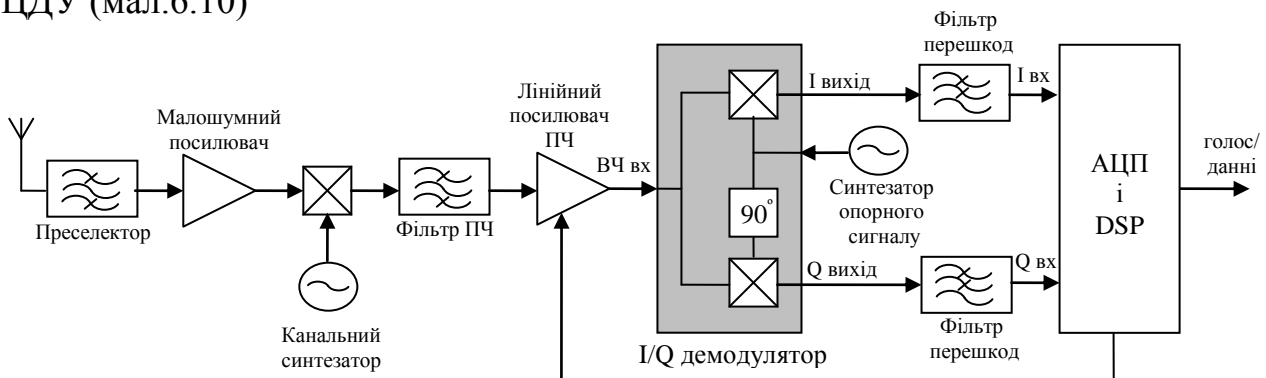 ЦДУ (мал.6.10)
Фільтр
перешкод
Лінійний
посилювач
ПЧ
Малошумний
посилювач
I вихід
I вх
ВЧ вх
голос/
данні
АЦП
і
DSP
Синтезатор
опорного
сигналу
90°
Преселектор
Фільтр ПЧ
Q вихід
Q вх
Канальний
синтезатор
I/Q демодулятор
Фільтр
перешкод